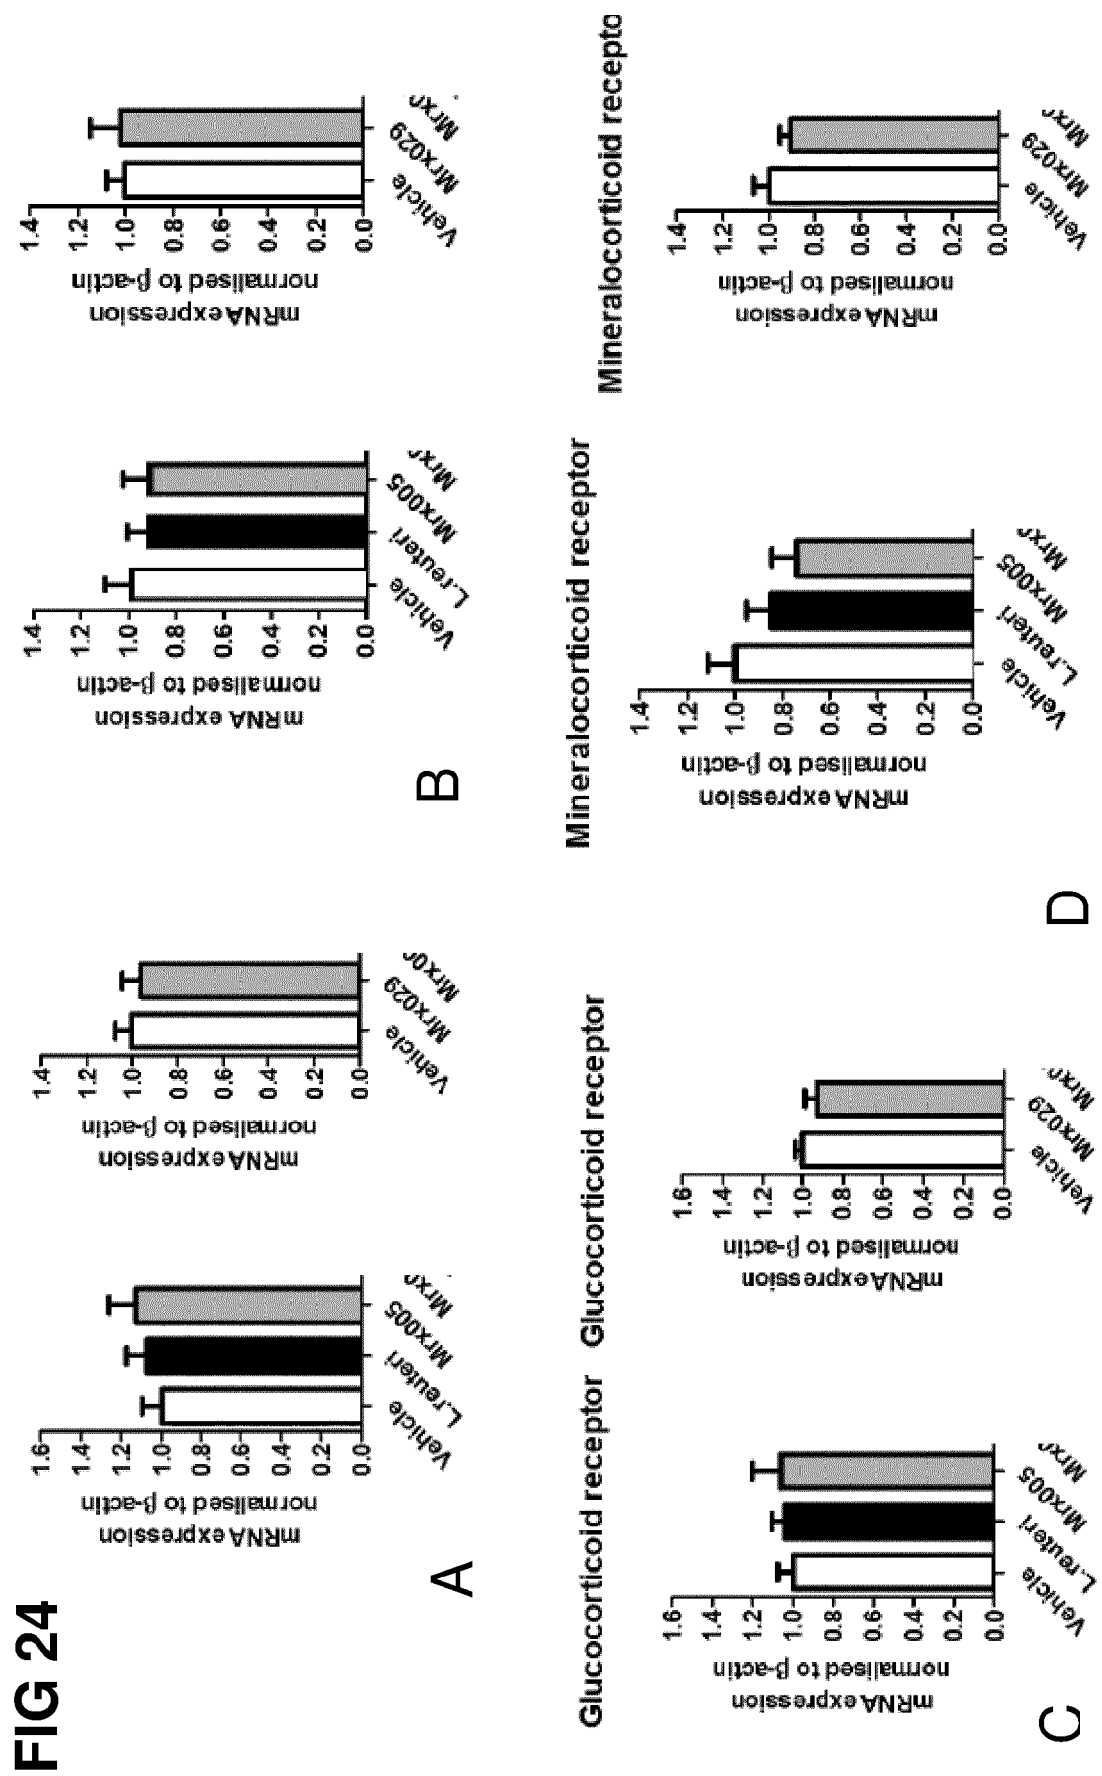 FIG 24
A
mRNA expression
normalised to β-actin
1.6
1.4
1.2
1.0
0.8
0.6
0.4
0.2
0.0
Vehicle
L.reuteri
Mrx005
mRNA expression
normalised to β-actin
1.4
1.2
1.0
0.8
0.6
0.4
0.2
0.0
Vehicle
Mrx029
B
mRNA expression
normalised to β-actin
1.4
1.2
1.0
0.8
0.6
0.4
0.2
0.0
Vehicle
L.reuteri
Mrx005
mRNA expression
normalised to β-actin
1.4
1.2
1.0
0.8
0.6
0.4
0.2
0.0
Vehicle
Mrx029
C
Glucocorticoid receptor
mRNA expression
normalised to β-actin
1.6
1.4
1.2
1.0
0.8
0.6
0.4
0.2
0.0
Vehicle
L.reuteri
Mrx005
Glucocorticoid receptor
mRNA expression
normalised to β-actin
1.6
1.4
1.2
1.0
0.8
0.6
0.4
0.2
0.0
Vehicle
Mrx029
D
Mineralocorticoid receptor
mRNA expression
normalised to β-actin
1.4
1.2
1.0
0.8
0.6
0.4
0.2
0.0
Vehicle
L.reuteri
Mrx005
Mineralocorticoid recepto
mRNA expression
normalised to β-actin
1.4
1.2
1.0
0.8
0.6
0.4
0.2
0.0
Vehicle
Mrx029